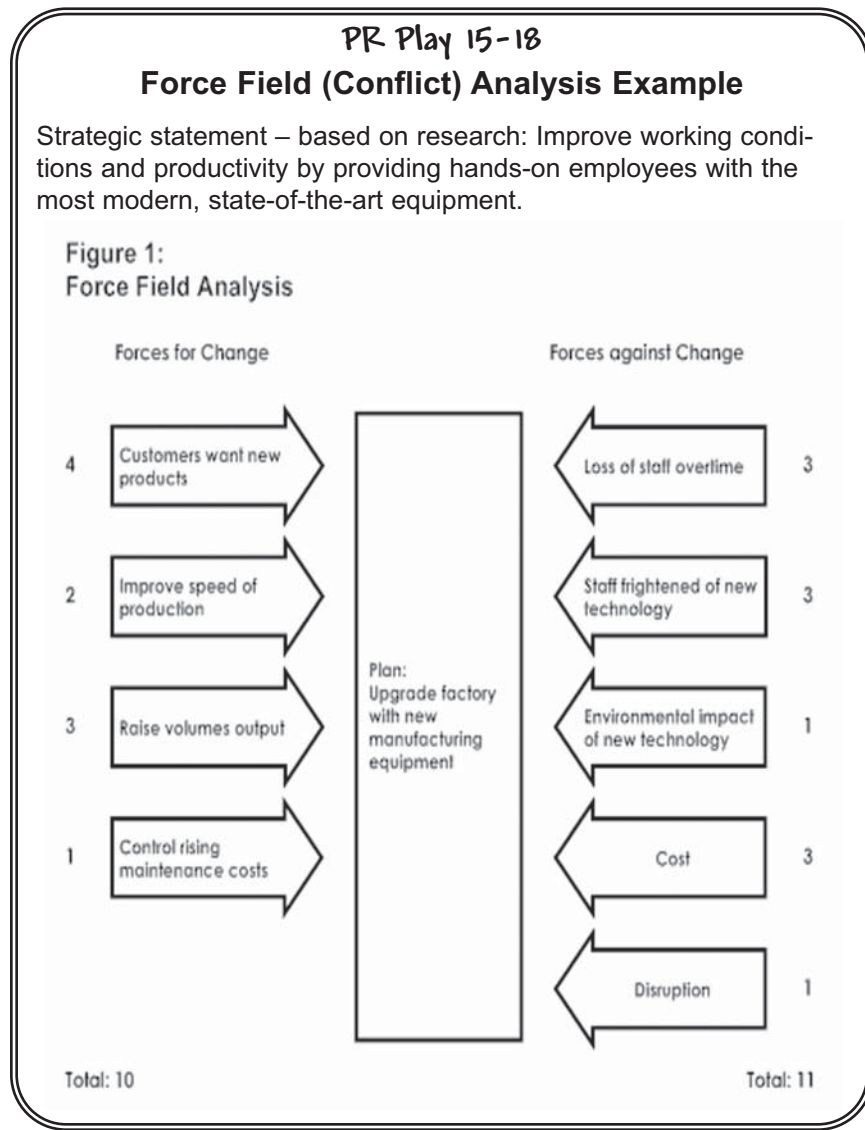 PR Play 15-18
Force Field (Conflict) Analysis Example
Strategic statement – based on research: Improve working condi-
tions and productivity by providing hands-on employees with the
most modern, state-of-the-art equipment.
Figure 1:
Force Field Analysis
Forces for Change
Forces against Change
4
Customers want new
products
Loss of staff overtime
3
2
Improve speed of
production
Staff frightened of new
technology
3
3
Raise volumes output
Plan:
Upgrade factory
with new
manufacturing
equipment
Environmental impact
of new technology
1
1
Control rising
maintenance costs
Cost
3
Disruption
1
Total: 10
Total: 11